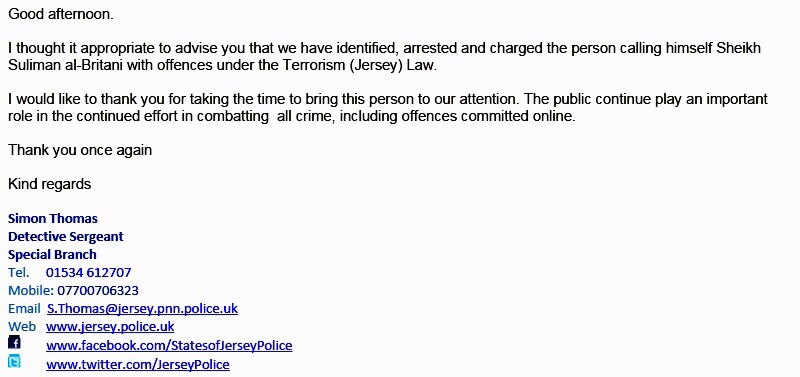 Good afternoon.
I thought it appropriate to advise you that we have identified, arrested and charged the person calling himself Sheikh
Suliman al-Britani with offences under the Terrorism (Jersey) Law.
I would like to thank you for taking the time to bring this person to our attention. The public continue play an important
role in the continued effort in combatting  all crime, including offences committed online.
Thank you once again
Kind regards
Simon Thomas
Detective Sergeant
Special Branch
Tel. 01534 612707
Mobile: 07700706323
Email S.Thomas@jersey.pnn.police.uk
Web www.jersey.police.uk
www.facebook.com/StatesofJerseyPolice
www.twitter.com/JerseyPolice